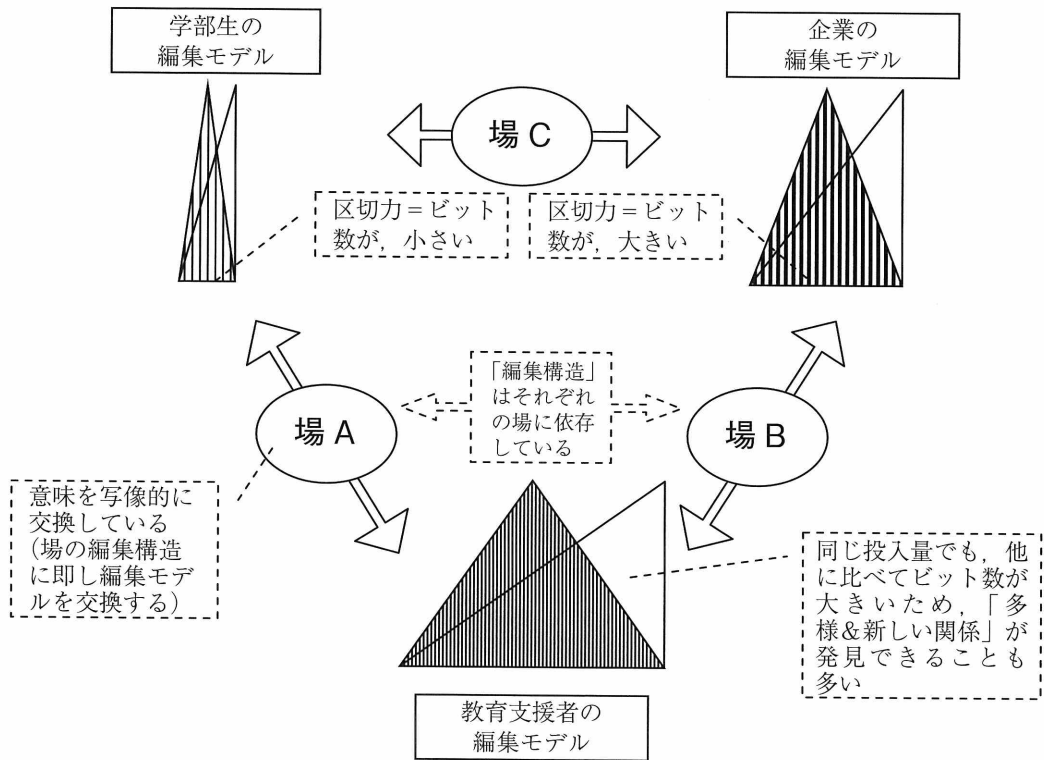 学部生の
編集モデル
企業の
編集モデル
場C
区切力＝ビット
数が，小さい
区切力＝ビット
数が，大きい
「編集構造」
はそれぞれ
の場に依存
している
場A
場B
意味を写像的に
交換している
（場の編集構造
に即し編集モデ
ルを交換する）
同じ投入量でも，他
に比べてビット数が
大きいため，「多
様＆新しい関係」が
発見できることも
多い
教育支援者の
編集モデル